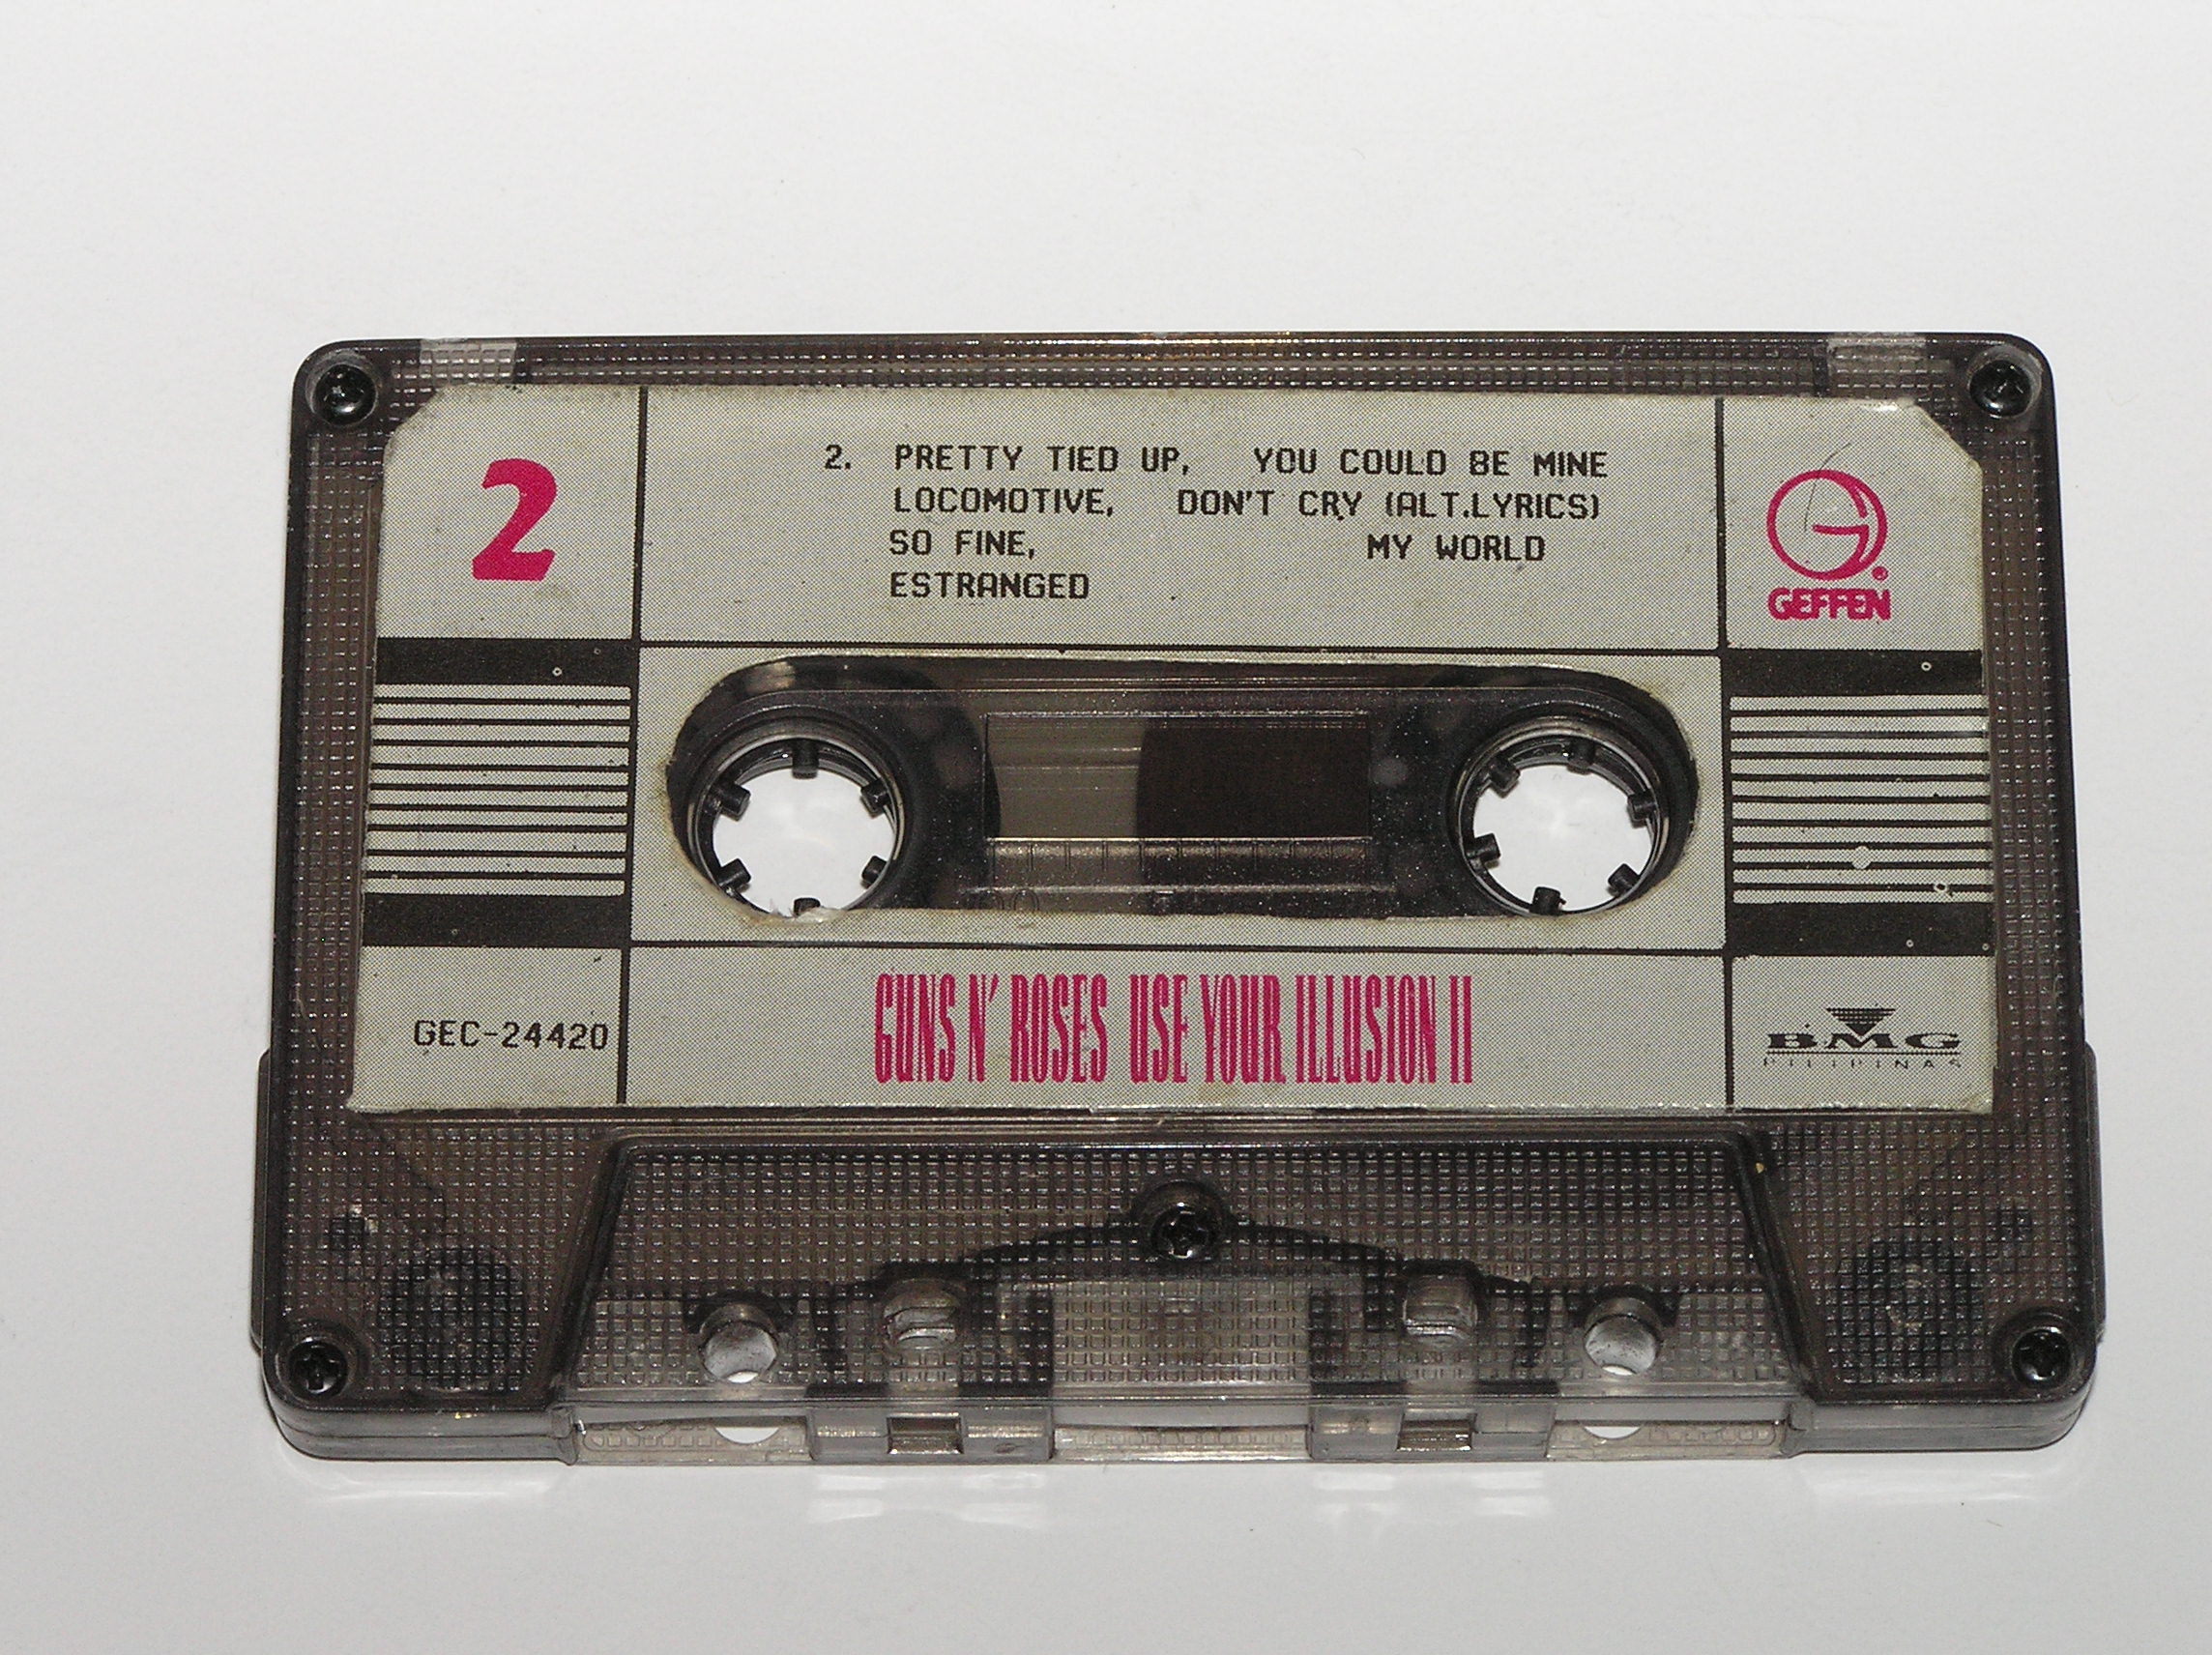 2
2. PRETTY TIED UP, YOU COULD BE MINE
LOCOMOTIVE, DON'T CRY (ALT.LYRICS)
SO FINE, MY WORLD
ESTRANGED
GEFFEN
GEC-24420
GUNS N' ROSES USE YOUR ILLUSION II
BMG
PILIPINAS